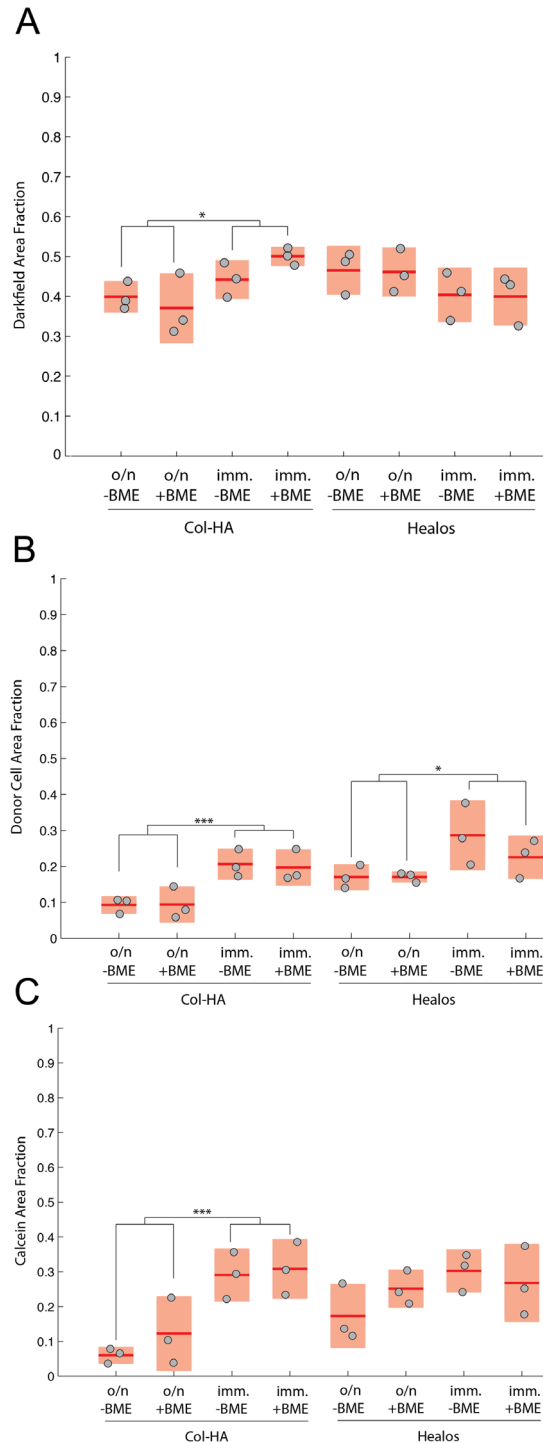 A
Darkfield Area Fraction
1
0.9
0.8
0.7
0.6
0.5
0.4
0.3
0.2
0.1
0
*
o/n o/n imm. imm. o/n o/n imm. imm.
-BME +BME -BME +BME -BME +BME -BME +BME
Col-HA Healos
B
Donor Cell Area Fraction
1
0.9
0.8
0.7
0.6
0.5
0.4
0.3
0.2
0.1
0
*** *
o/n o/n imm. imm. o/n o/n imm. imm.
-BME +BME -BME +BME -BME +BME -BME +BME
Col-HA Healos
C
Calcein Area Fraction
1
0.9
0.8
0.7
0.6
0.5
0.4
0.3
0.2
0.1
0
***
o/n o/n imm. imm. o/n o/n imm. imm.
-BME +BME -BME +BME -BME +BME -BME +BME
Col-HA Healos